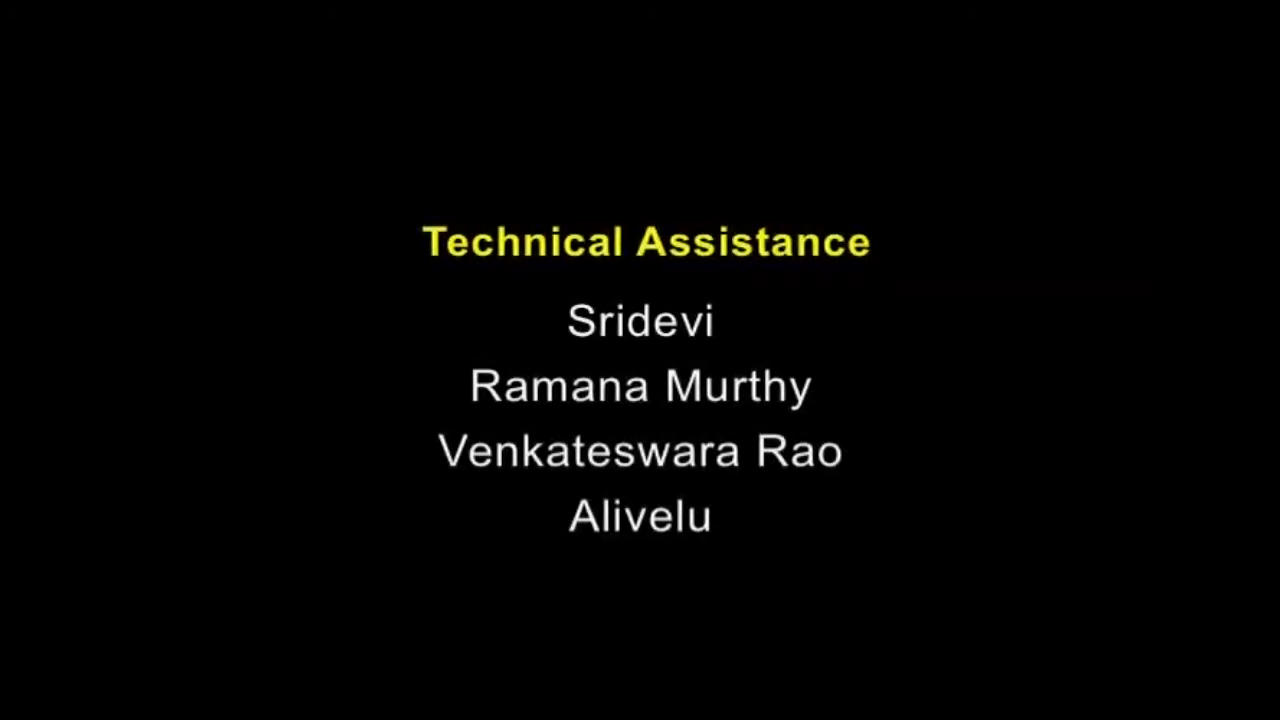 Technical Assistance
Sridevi
Ramana Murthy
Venkateswara Rao
Alivelu